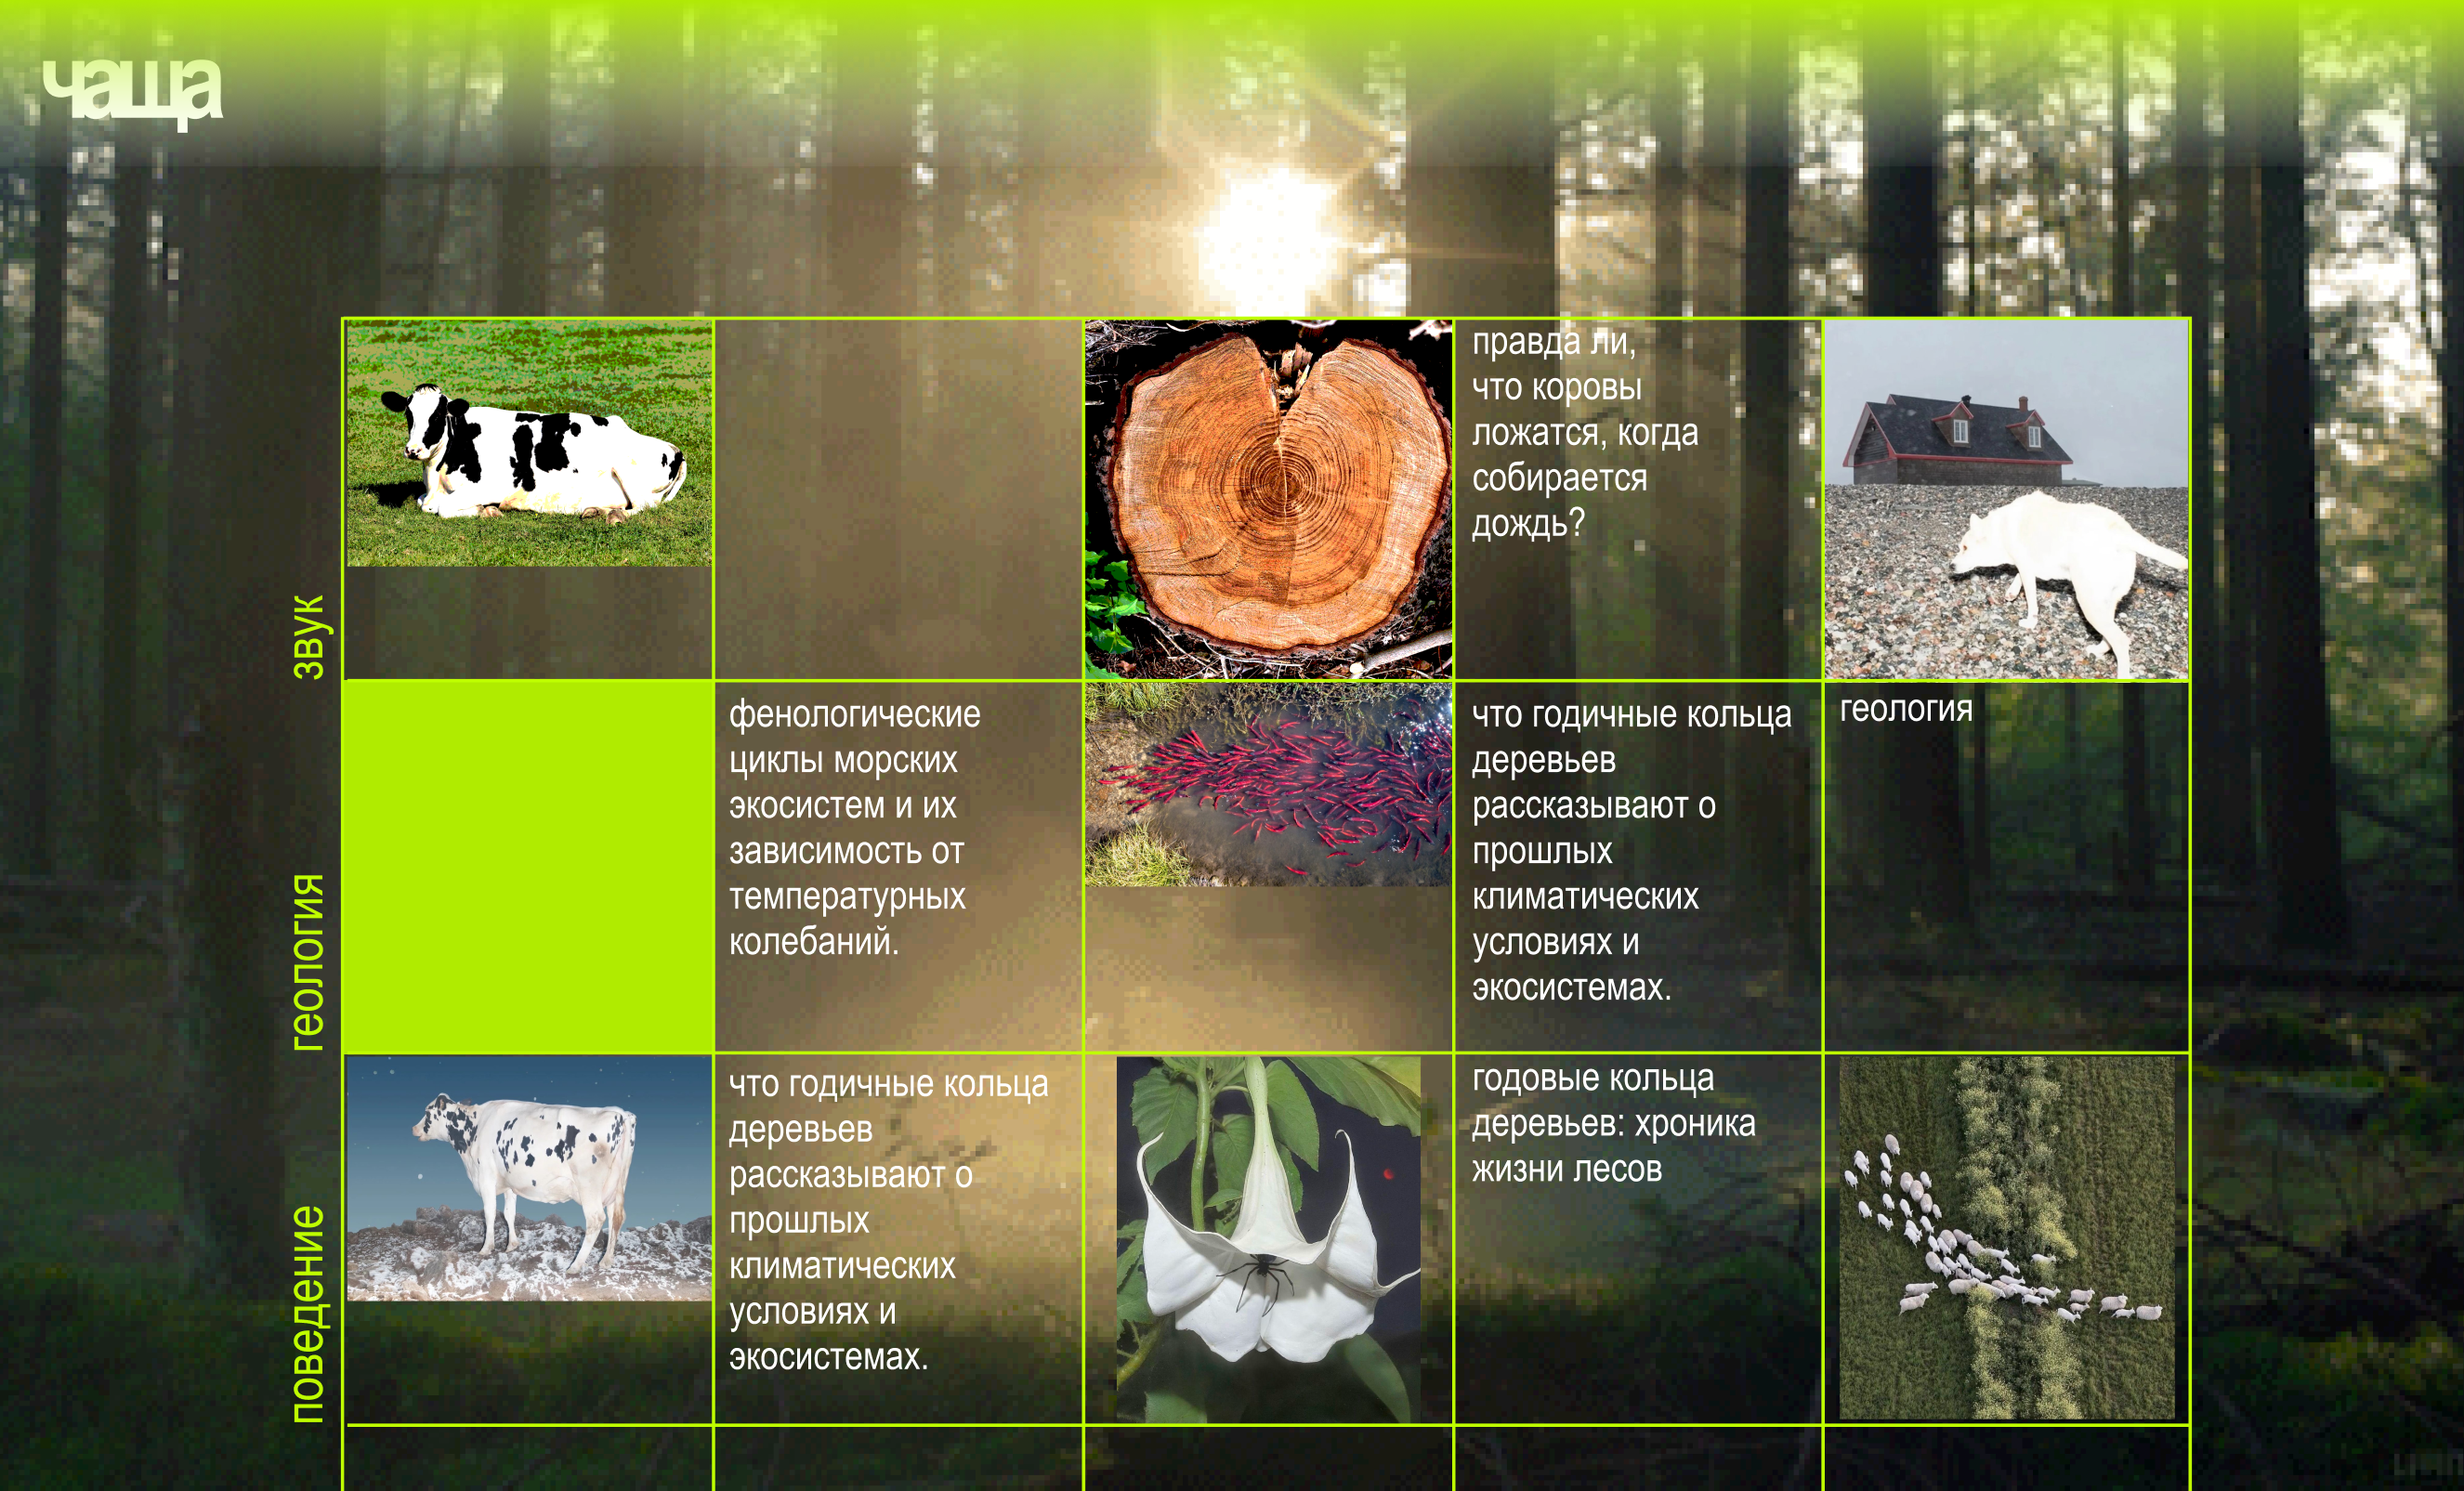 чаща
звук
правда ли,
что коровы
ложатся, когда
собирается
дождь?
геология
фенологические
циклы морских
экосистем и их
зависимость от
температурных
колебаний.
что годичные кольца
деревьев
рассказывают о
прошлых
климатических
условиях и
экосистемах.
геология
поведение
что годичные кольца
деревьев
рассказывают о
прошлых
климатических
условиях и
экосистемах.
годовые кольца
деревьев: хроника
жизни лесов